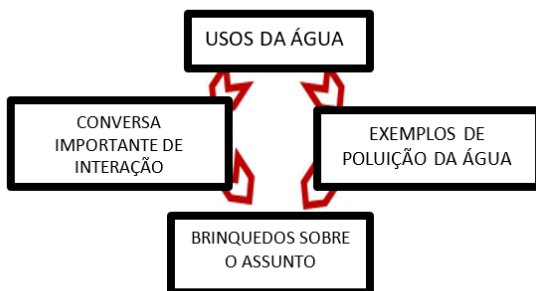 USOS DA ÁGUA
CONVERSA
IMPORTANTE DE
INTERAÇÃO
EXEMPLOS DE
POLUIÇÃO DA ÁGUA
BRINQUEDOS SOBRE
O ASSUNTO